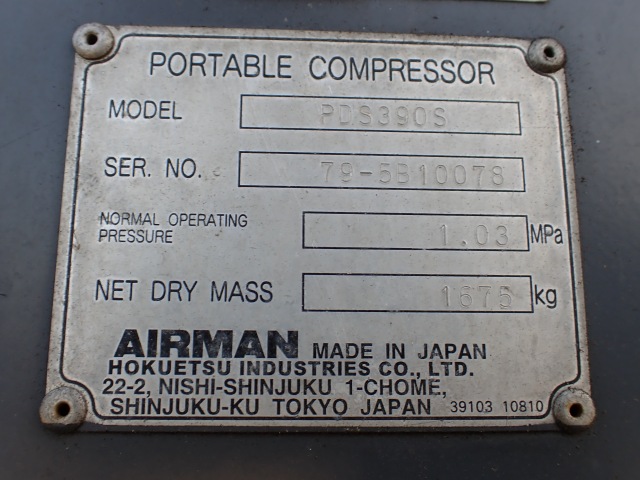 PORTABLE COMPRESSOR
MODEL PDS390S
SER. NO. 79-5B10078
NORMAL OPERATING
PRESSURE 1.03 MPa
NET DRY MASS 1675 kg
AIRMAN MADE IN JAPAN
HOKUETSU INDUSTRIES CO., LTD.
22-2, NISHI-SHINJUKU 1-CHOME,
SHINJUKU-KU TOKYO JAPAN 39103 10810